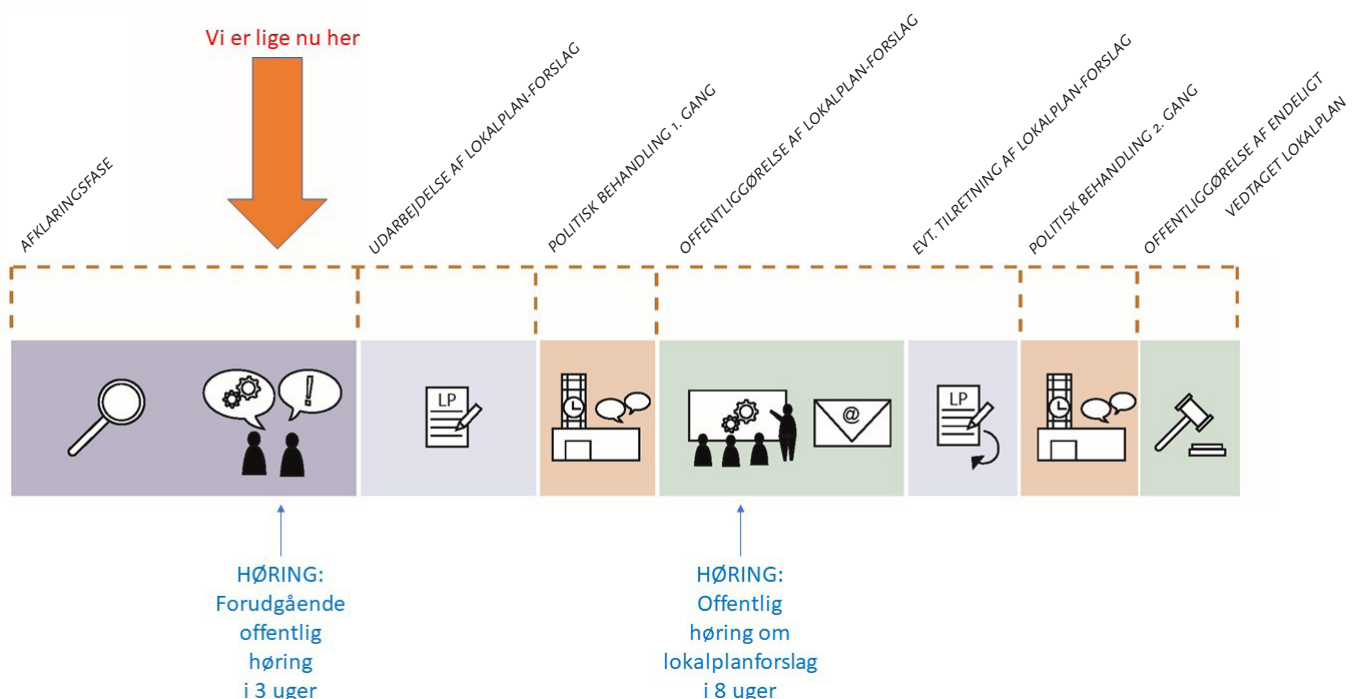 Vi er lige nu her
AFKLARINGSFASE
UDARBEJDELSE AF LOKALPLAN-FORSLAG
POLITISK BEHANDLING 1. GANG
OFFENTLIGGØRELSE AF LOKALPLAN-FORSLAG
EVT. TILRETNING AF LOKALPLAN-FORSLAG
POLITISK BEHANDLING 2. GANG
OFFENTLIGGØRELSE AF ENDELIGT
VEDTAGET LOKALPLAN
!
LP
@
LP
HØRING:
Forudgående
offentlig
høring
i 3 uger
HØRING:
Offentlig
høring om
lokalplanforslag
i 8 uger